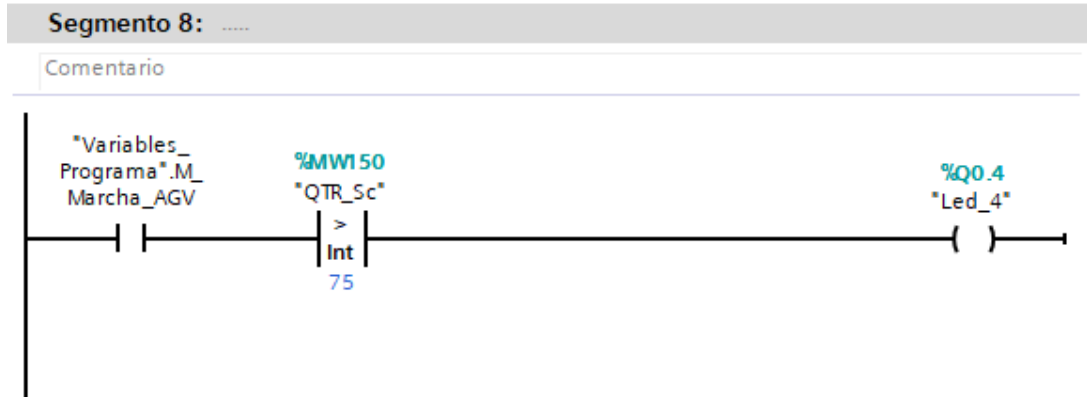 Segmento 8: .....
Comentario
"Variables_
Programa".M_
Marcha_AGV
%MW150
"QTR_Sc"
>
Int
75
%Q0.4
"Led_4"